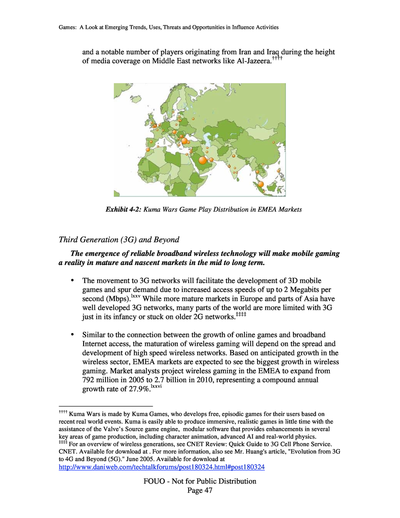 Games:  A Look at Emerging Trends, Uses, Threats and Opportunities in Influence Activities
and a notable number of players originating from Iran and Iraq during the height
of media coverage on Middle East networks like Al-Jazeera.††††
Exhibit 4-2: Kuma Wars Game Play Distribution in EMEA Markets
Third Generation (3G) and Beyond
The emergence of reliable broadband wireless technology will make mobile gaming
a reality in mature and nascent markets in the mid to long term.
• The movement to 3G networks will facilitate the development of 3D mobile
games and spur demand due to increased access speeds of up to 2 Megabits per
second (Mbps).lxxv While more mature markets in Europe and parts of Asia have
well developed 3G networks, many parts of the world are more limited with 3G
just in its infancy or stuck on older 2G networks.‡‡‡‡
• Similar to the connection between the growth of online games and broadband
Internet access, the maturation of wireless gaming will depend on the spread and
development of high speed wireless networks. Based on anticipated growth in the
wireless sector, EMEA markets are expected to see the biggest growth in wireless
gaming. Market analysts project wireless gaming in the EMEA to expand from
792 million in 2005 to 2.7 billion in 2010, representing a compound annual
growth rate of 27.9%.lxxvi
†††† Kuma Wars is made by Kuma Games, who develops free, episodic games for their users based on
recent real world events. Kuma is easily able to produce immersive, realistic games in little time with the
assistance of the Valve's Source game engine,  modular software that provides enhancements in several
key areas of game production, including character animation, advanced AI and real-world physics.
‡‡‡‡ For an overview of wireless generations, see CNET Review: Quick Guide to 3G Cell Phone Service.
CNET. Available for download at . For more information, also see Mr. Huang's article, "Evolution from 3G
to 4G and Beyond (5G)." June 2005. Available for download at
http://www.daniweb.com/techtalkforums/post180324.html#post180324
FOUO - Not for Public Distribution
Page 47